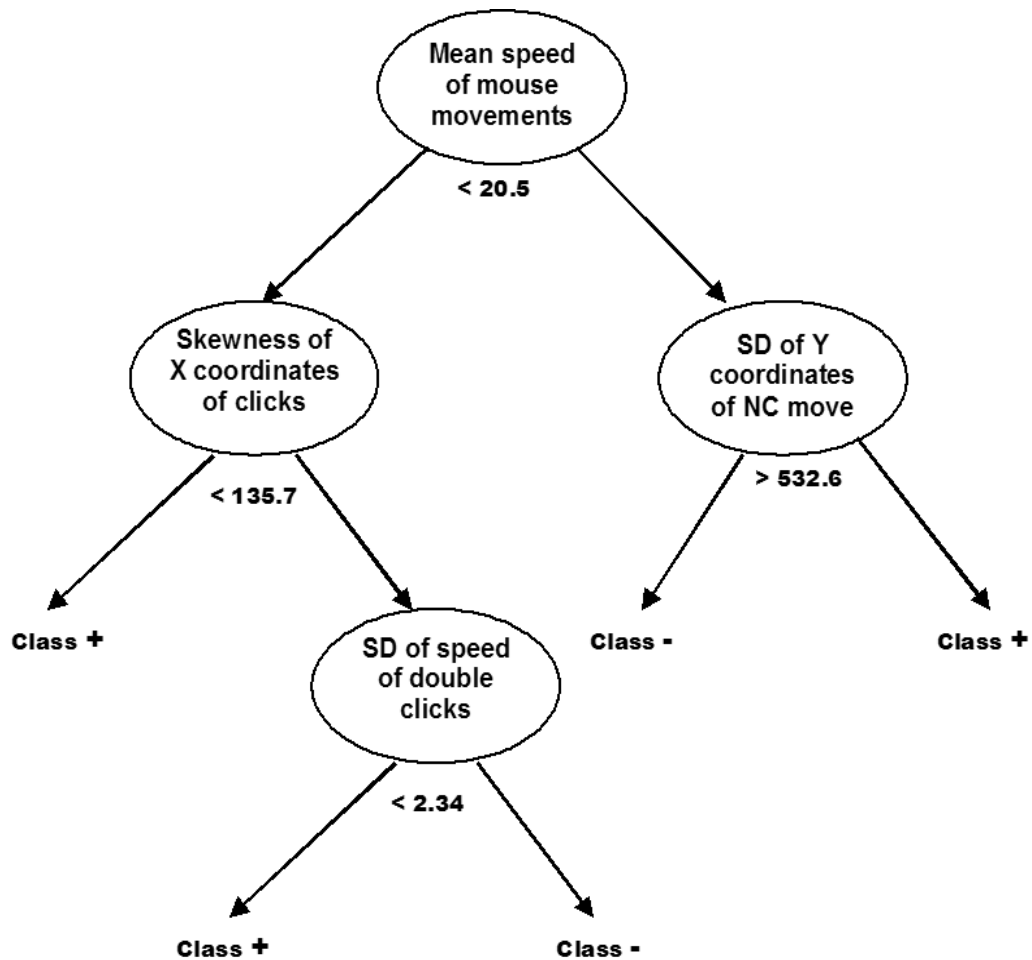 Mean speed
of mouse
movements
< 20.5
Skewness of
X coordinates
of clicks
SD of Y
coordinates
of NC move
< 135.7
> 532.6
Class +
SD of speed
of double
clicks
Class -
Class +
< 2.34
Class +
Class -